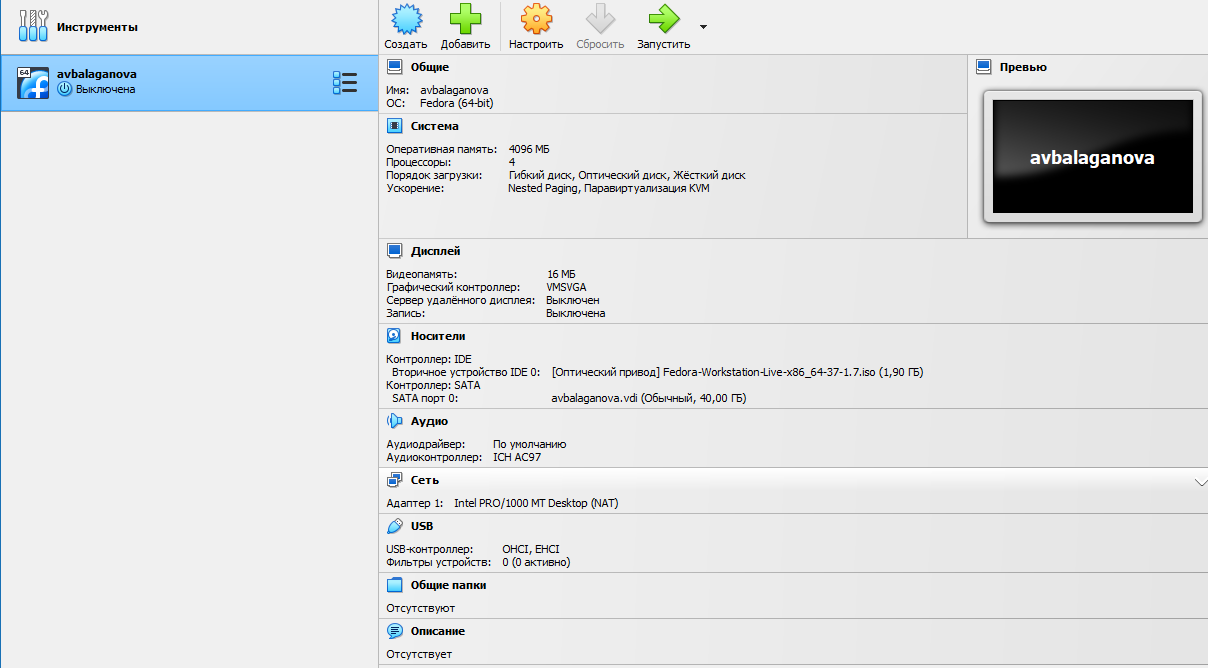 Инструменты
Создать Добавить Настроить Сбросить Запустить
64
avbalaganova
Выключена
Общие
Имя: avbalaganova
ОС: Fedora (64-bit)
Превью
avbalaganova
Система
Оперативная память: 4096 МБ
Процессоры: 4
Порядок загрузки: Гибкий диск, Оптический диск, Жёсткий диск
Ускорение: Nested Paging, Паравиртуализация KVM
Дисплей
Видеопамять: 16 МБ
Графический контроллер: VMSVGA
Сервер удалённого дисплея: Выключен
Запись: Выключена
Носители
Контроллер: IDE
Вторичное устройство IDE 0: [Оптический привод] Fedora-Workstation-Live-x86_64-37-1.7.iso (1,90 ГБ)
Контроллер: SATA
SATA порт 0: avbalaganova.vdi (Обычный, 40,00 ГБ)
Аудио
Аудиодрайвер: По умолчанию
Аудиоконтроллер: ICH AC97
Сеть
Адаптер 1: Intel PRO/1000 MT Desktop (NAT)
USB
USB-контроллер: OHCI, EHCI
Фильтры устройств: 0 (0 активно)
Общие папки
Отсутствуют
Описание
Отсутствует